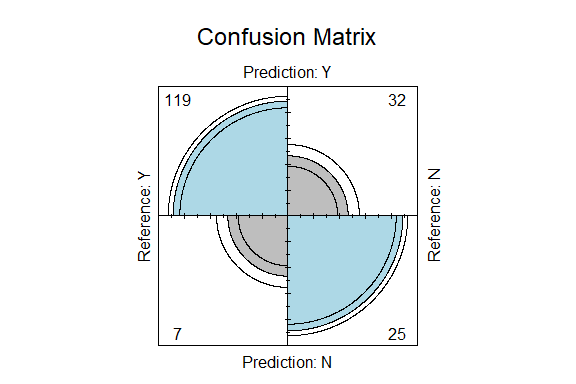 Confusion Matrix
Prediction: Y
119
32
Reference: Y
Reference: N
7
25
Prediction: N